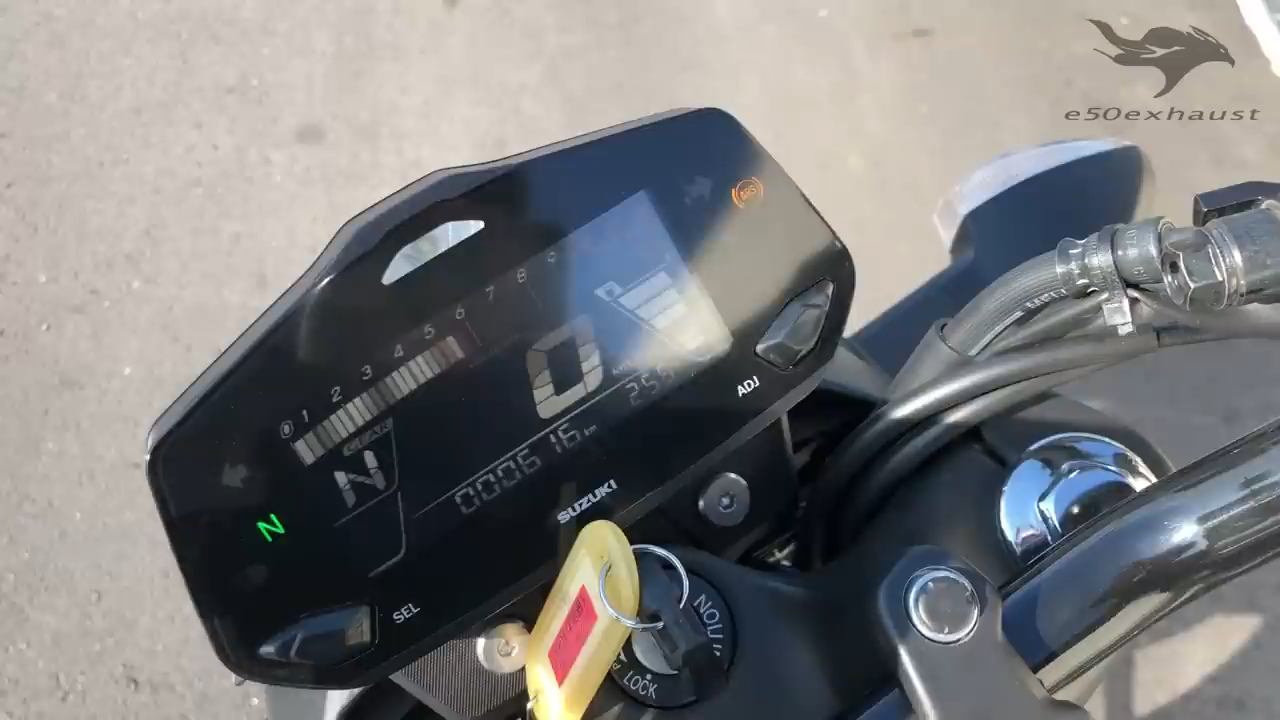 e50exhaust
ABS
0 1 2 3 4 5 6 7 8 9
GEAR
N
0
000616 km
N
SUZUKI
ADJ
SEL
LOCK